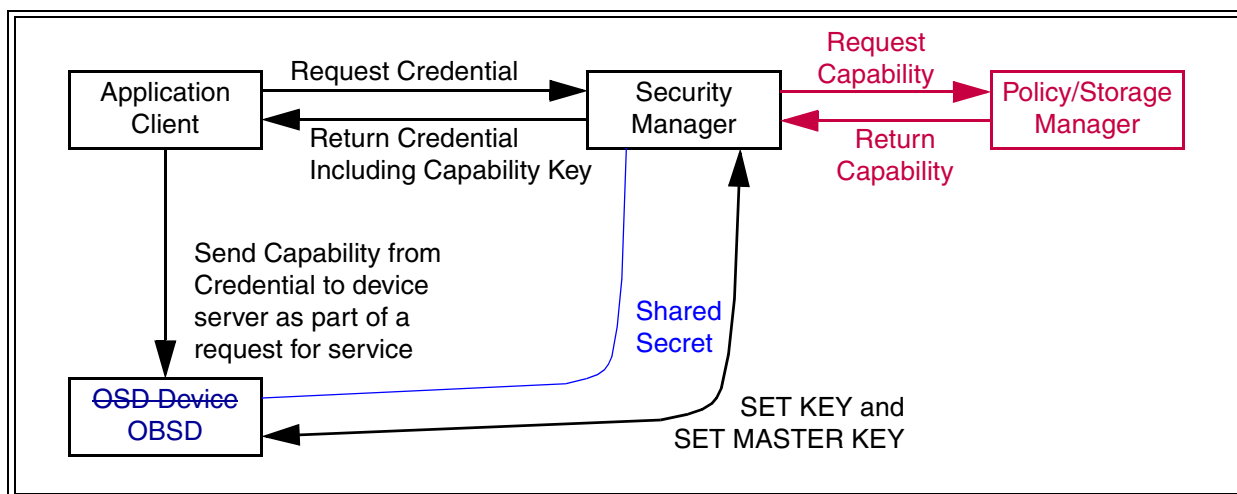 Request Credential
Request
Capability
Application
Client
Security
Manager
Policy/Storage
Manager
Return Credential
Including Capability Key
Return
Capability
Send Capability from
Credential to device
server as part of a
request for service
Shared
Secret
OSD Device
OBSD
SET KEY and
SET MASTER KEY